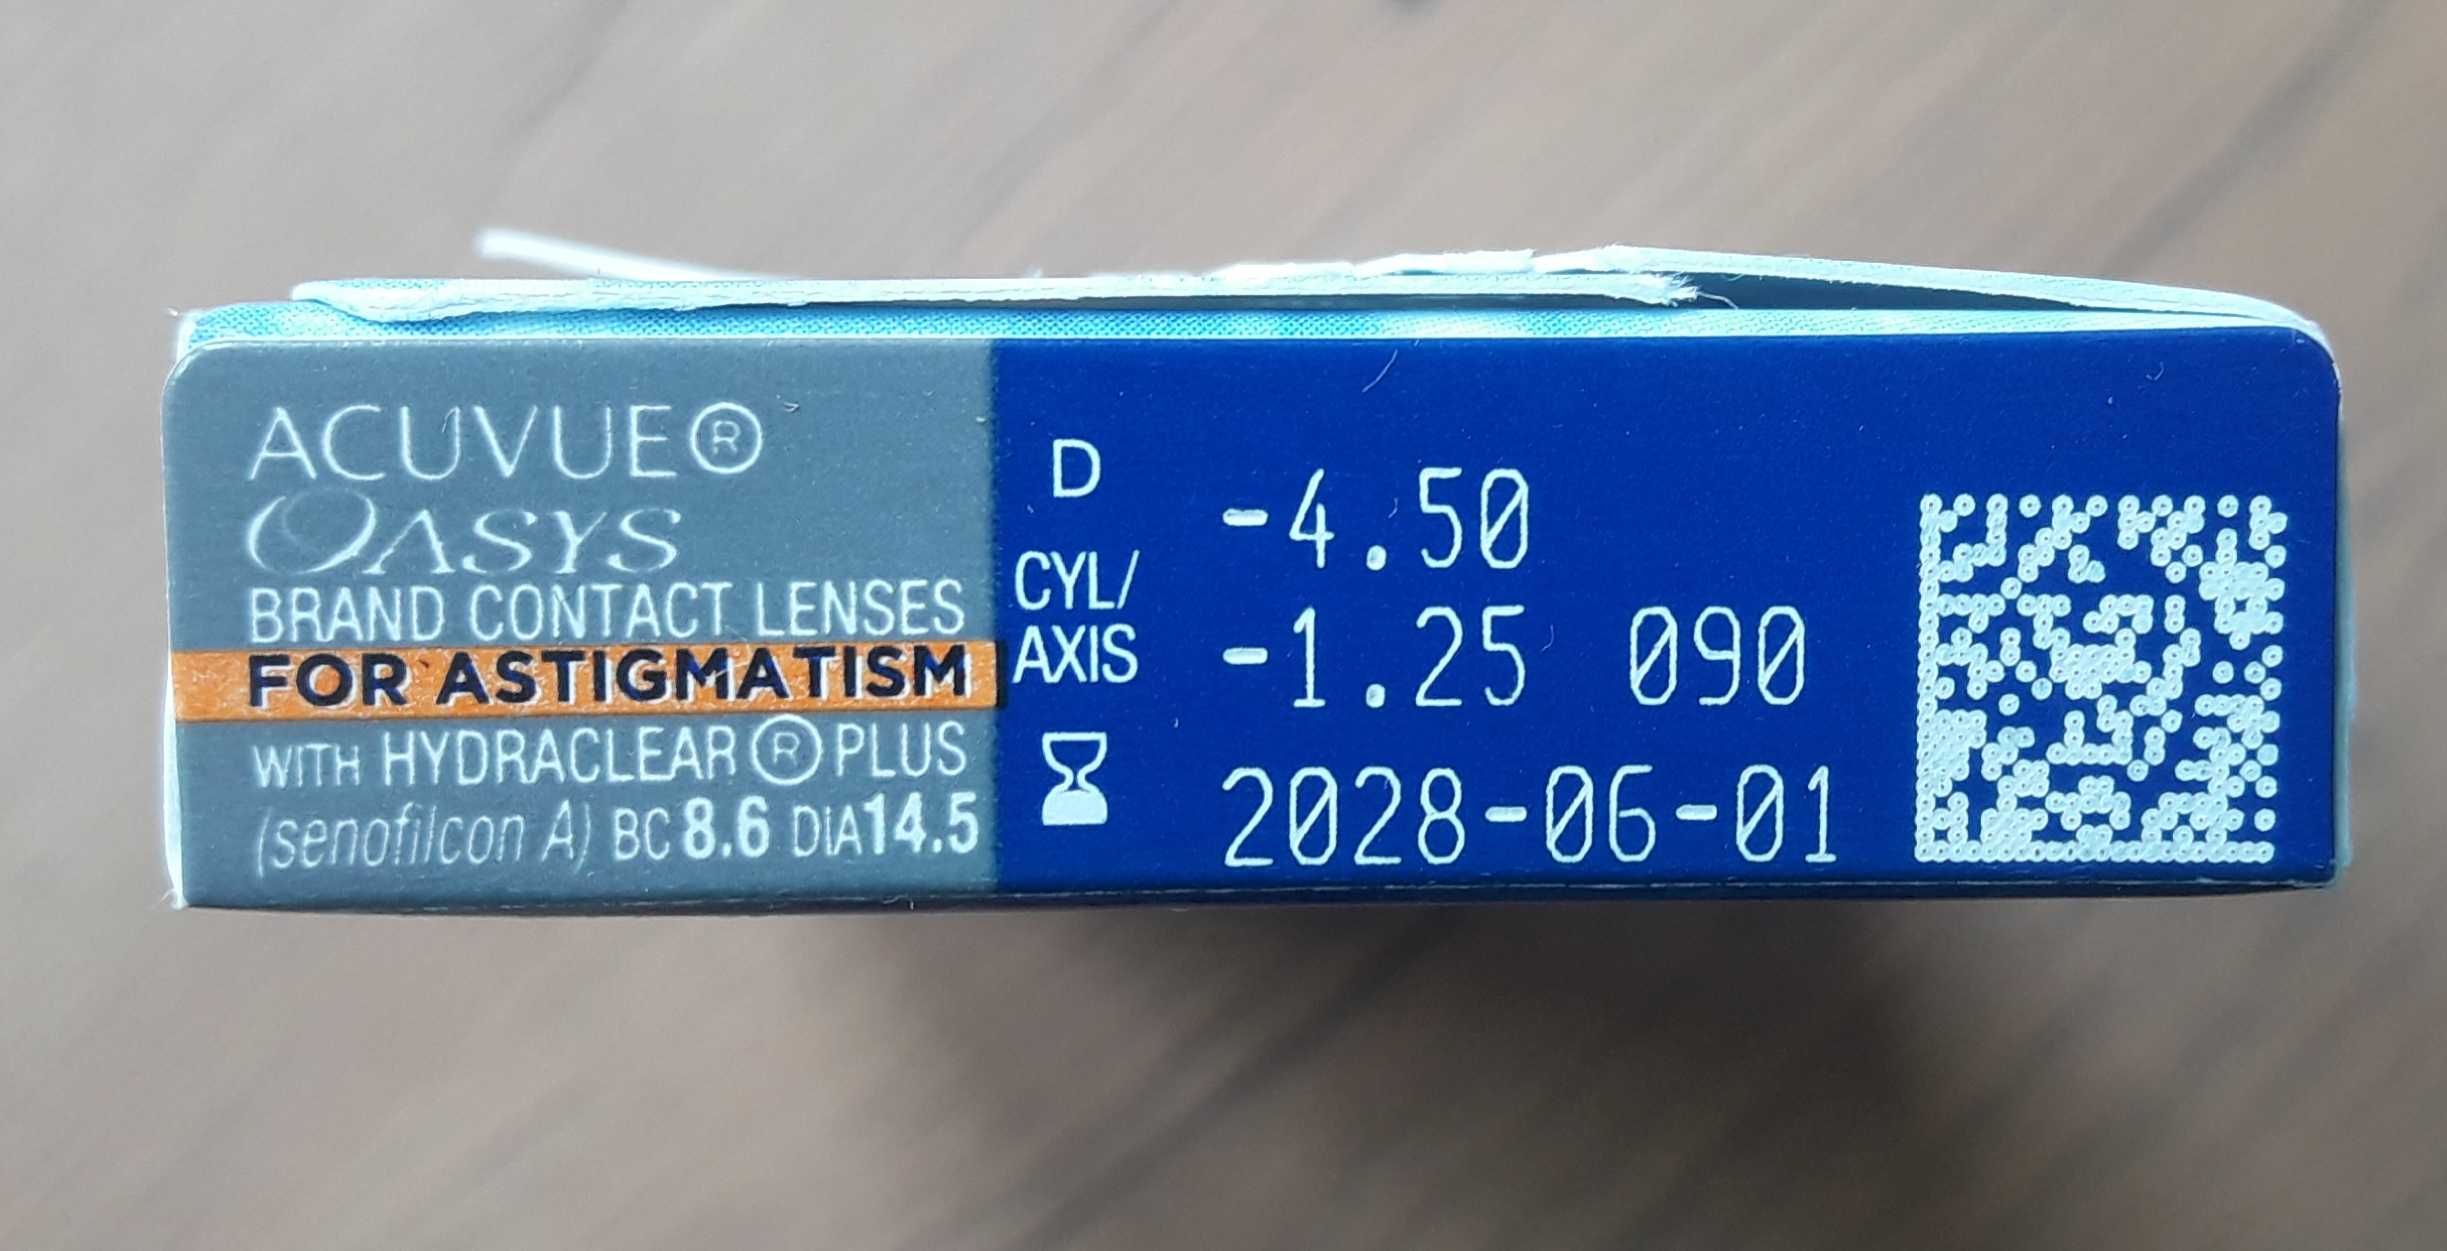 ACUVUE®
OASYS
BRAND CONTACT LENSES
FOR ASTIGMATISM
WITH HYDRACLEAR® PLUS
(senofilcon A) BC 8.6 DIA 14.5
D -4.50
CYL/
AXIS -1.25 090
2028-06-01